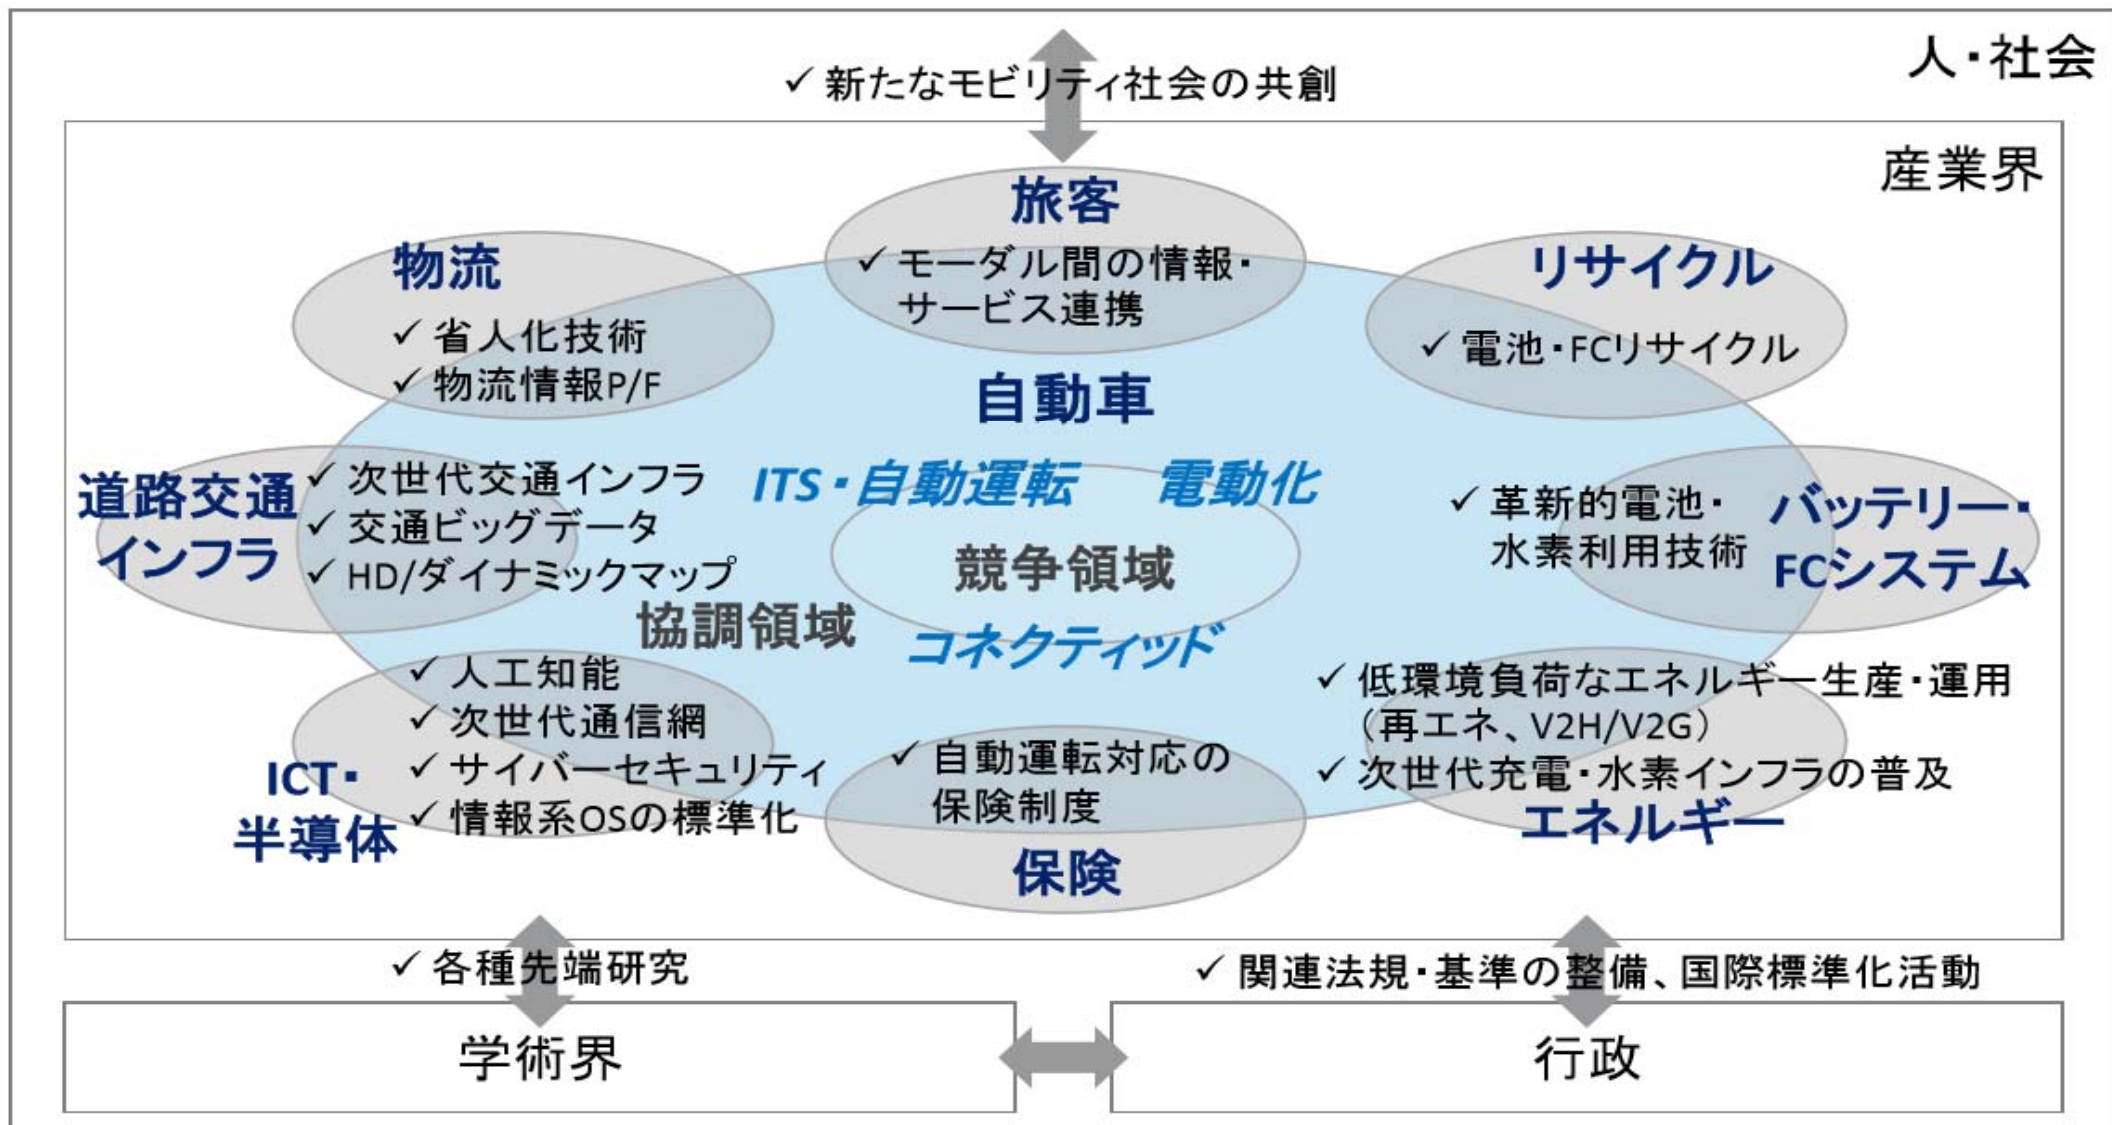 人・社会
✓ 新たなモビリティ社会の共創
産業界
旅客
✓ モーダル間の情報・
サービス連携
物流
✓ 省人化技術
✓ 物流情報P/F
リサイクル
✓ 電池・FCリサイクル
自動車
ITS・自動運転 電動化
道路交通
インフラ
✓ 次世代交通インフラ
✓ 交通ビッグデータ
✓ HD/ダイナミックマップ
競争領域
協調領域
コネクティッド
✓ 革新的電池・
水素利用技術
バッテリー・
FCシステム
ICT・
半導体
✓ 人工知能
✓ 次世代通信網
✓ サイバーセキュリティ
✓ 情報系OSの標準化
✓ 自動運転対応の
保険制度
保険
✓ 低環境負荷なエネルギー生産・運用
（再エネ、V2H/V2G）
✓ 次世代充電・水素インフラの普及
エネルギー
✓ 各種先端研究
✓ 関連法規・基準の整備、国際標準化活動
学術界
行政